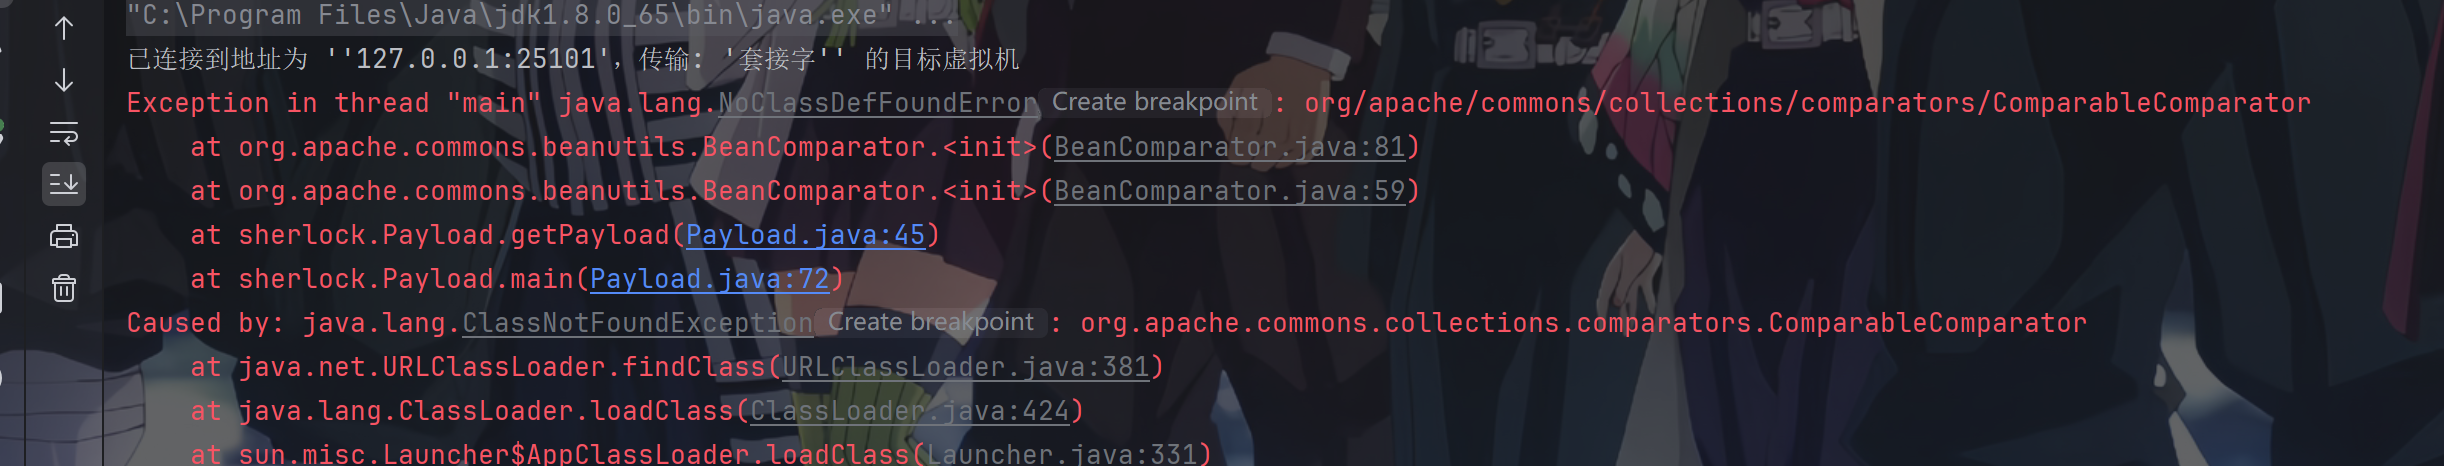 "C:\Program Files\Java\jdk1.8.0_65\bin\java.exe" ...
已连接到地址为 ''127.0.0.1:25101'，传输: '套接字'' 的目标虚拟机
Exception in thread "main" java.lang.NoClassDefFoundError Create breakpoint : org/apache/commons/collections/comparators/ComparableComparator
at org.apache.commons.beanutils.BeanComparator.<init>(BeanComparator.java:81)
at org.apache.commons.beanutils.BeanComparator.<init>(BeanComparator.java:59)
at sherlock.Payload.getPayload(Payload.java:45)
at sherlock.Payload.main(Payload.java:72)
Caused by: java.lang.ClassNotFoundException Create breakpoint : org.apache.commons.collections.comparators.ComparableComparator
at java.net.URLClassLoader.findClass(URLClassLoader.java:381)
at java.lang.ClassLoader.loadClass(ClassLoader.java:424)
at sun.misc.Launcher$AppClassLoader.loadClass(Launcher.java:331)